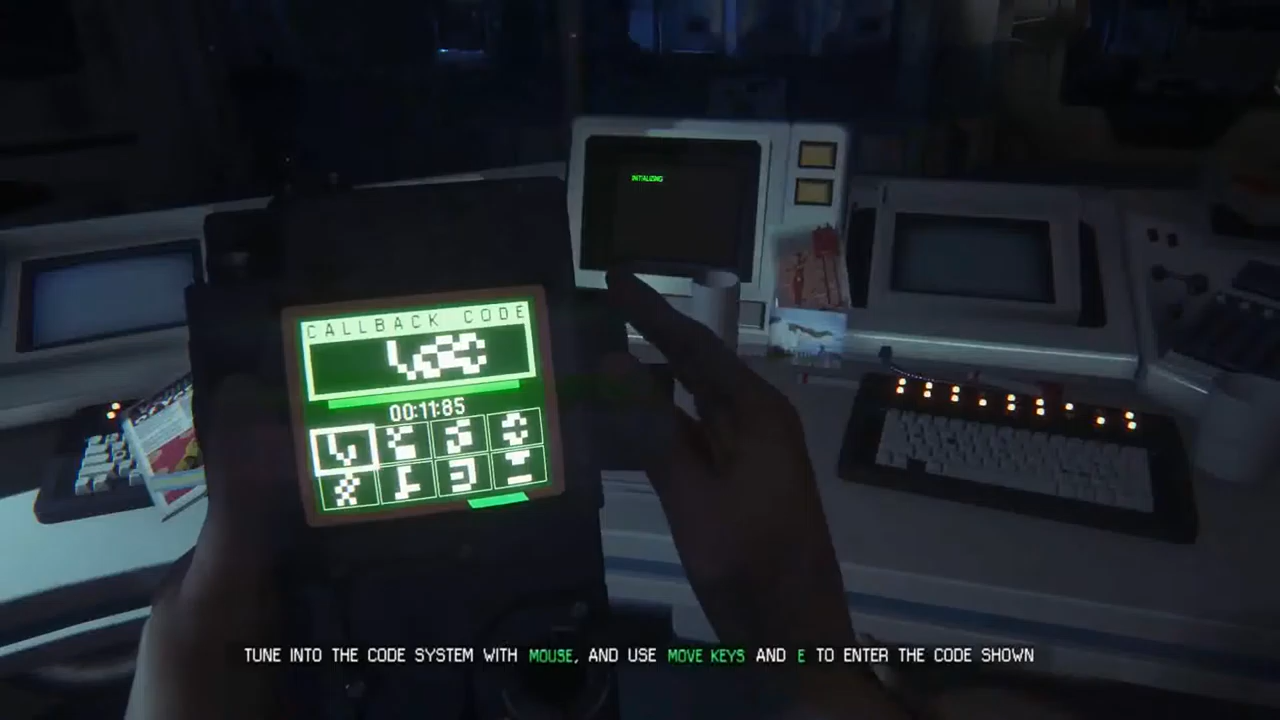 INITIALIZING
CALLBACK CODE
00:11:85
TUNE INTO THE CODE SYSTEM WITH MOUSE, AND USE MOVE KEYS AND E TO ENTER THE CODE SHOWN